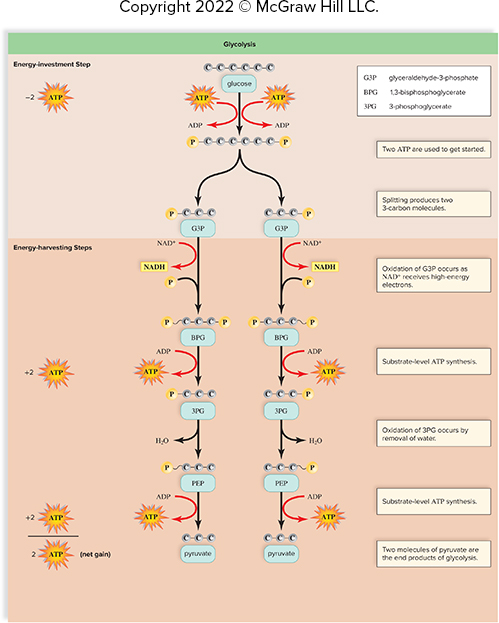 Copyright 2022 © McGraw Hill LLC.
Glycolysis
Energy-investment Step
C C C C C C
glucose
−2 ATP
ATP ATP
ADP ADP
P C C C C C C P
G3P glyceraldehyde-3-phosphate
BPG 1,3-bisphosphoglycerate
3PG 3-phosphoglycerate
Two ATP are used to get started.
Splitting produces two
3-carbon molecules.
P C C C
C C C P
G3P G3P
Energy-harvesting Steps
NAD+ NAD+
NADH NADH
P P
Oxidation of G3P occurs as
NAD+ receives high-energy
electrons.
P C C C P
P C C C P
BPG BPG
ADP ADP
+2 ATP
ATP ATP
Substrate-level ATP synthesis.
P C C C
C C C P
3PG 3PG
H2O H2O
Oxidation of 3PG occurs by
removal of water.
P C C C
C C C P
PEP PEP
ADP ADP
+2 ATP
ATP ATP
Substrate-level ATP synthesis.
C C C
C C C
pyruvate pyruvate
2 ATP (net gain)
Two molecules of pyruvate are
the end products of glycolysis.